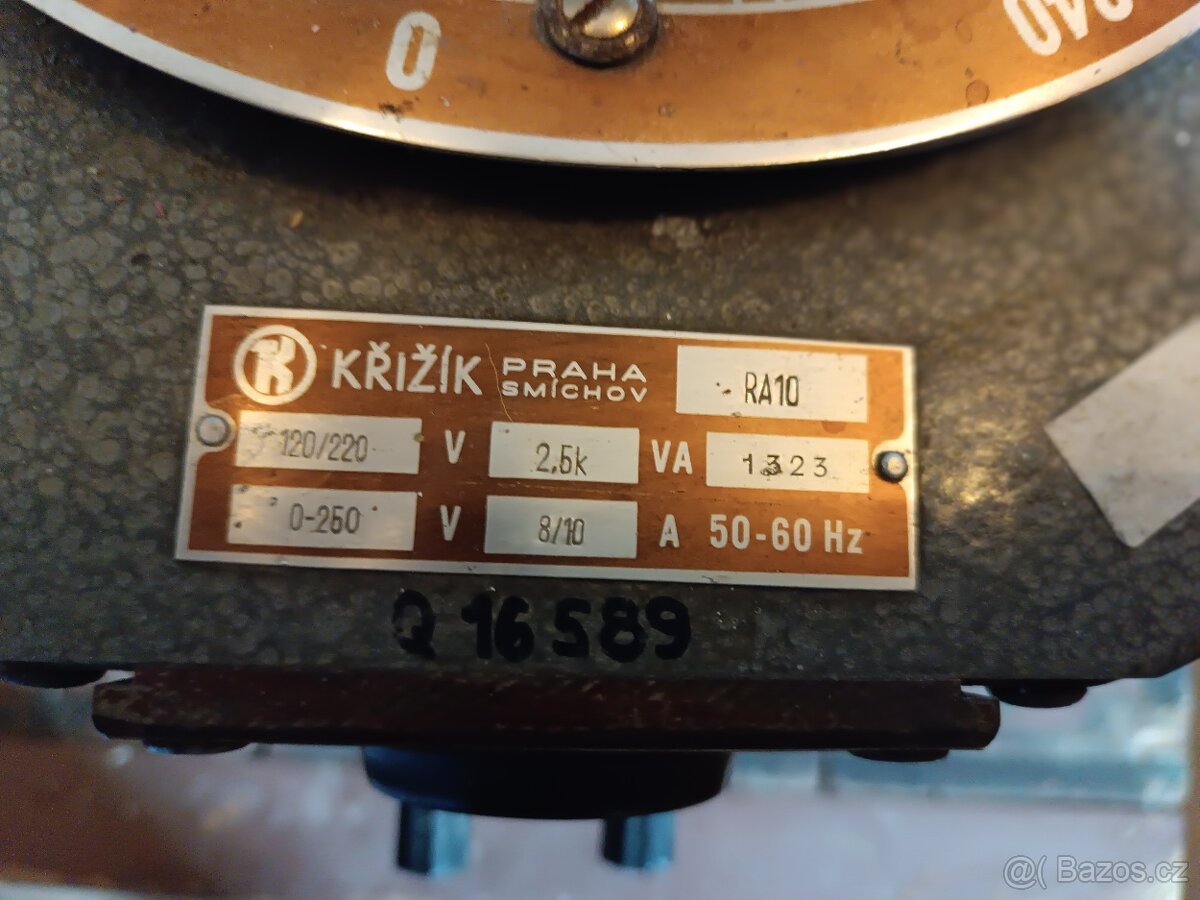 0
240
KŘIŽÍK PRAHA SMÍCHOV RA10
120/220 V 2,5k VA 1323
0-250 V 8/10 A 50-60 Hz
Q 16589
@( Bazos.cz